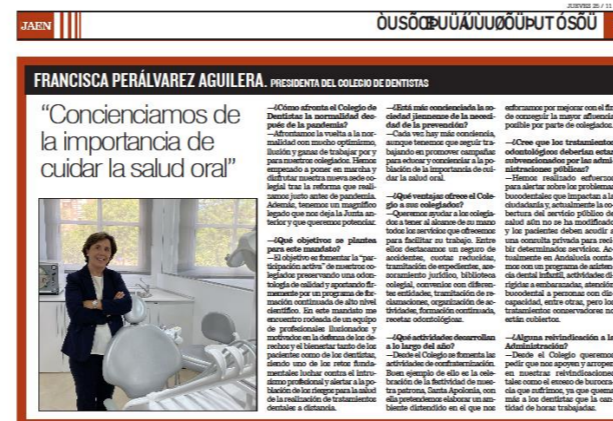 JUEVES 25 / 11
JAEN
FRANCISCA PERÁLVAREZ AGUILERA. PRESIDENTA DEL COLEGIO DE DENTISTAS
“Concienciamos de
la importancia de
cuidar la salud oral”
—¿Cómo afronta el Colegio de
Dentistas la normalidad des-
pués de la pandemia?
—Afrontamos la vuelta a la nor-
malidad con mucho optimismo,
ilusión y ganas de trabajar por y
para nuestros colegiados. Hemos
empezado a poner en marcha y
disfrutar nuestra nueva sede co-
legial tras la reforma que reali-
zamos justo antes de pandemia.
Además, tenemos un magnífico
legado que nos deja la Junta an-
terior y que queremos potenciar.
—¿Qué objetivos se plantea
para este mandato?
—El objetivo es fomentar la “par-
ticipación activa” de nuestros co-
legiados preservando una odon-
tología de calidad y apostando fir-
memente por un programa de for-
mación continuada de alto nivel
científico. En este mandato me
encuentro rodeada de un equipo
de profesionales ilusionados y
motivados en la defensa de los de-
rechos y el bienestar tanto de los
pacientes como de los dentistas,
siendo uno de los retos funda-
mentales luchar contra el intru-
sismo profesional y alertar a la po-
blación de los riesgos para la salud
de la realización de tratamientos
dentales a distancia.
—¿Está más concienciada la so-
ciedad jiennense de la necesi-
dad de la prevención?
—Cada vez hay más conciencia,
aunque tenemos que seguir tra-
bajando en promover campañas
para educar y concienciar a la po-
blación de la importancia de cui-
dar la salud oral.
—¿Qué ventajas ofrece el Cole-
gio a sus colegiados?
—Queremos ayudar a los colegia-
dos a tener al alcance de su mano
todos los servicios que ofrecemos
para facilitar su trabajo. Entre
ellos destacamos un seguro de
accidentes, cuotas reducidas,
tramitación de expedientes, ase-
soramiento jurídico, biblioteca
colegial, convenios con diferen-
tes entidades, tramitación de re-
clamaciones, organización de ac-
tividades, formación continuada,
recetas odontológicas.
—¿Qué actividades desarrollan
a lo largo del año?
—Desde el Colegio se fomenta las
actividades de confraternización.
Buen ejemplo de ello es la cele-
bración de la festividad de nues-
tra patrona, Santa Apolonia, con
ella pretendemos elaborar un am-
biente distendido en el que nos
esforzamos por mejorar con el fin
de conseguir la mayor afluencia
posible por parte de colegiados.
—¿Cree que los tratamientos
odontológicos deberían estar
subvencionados por las admi-
nistraciones públicas?
—Hemos realizado esfuerzos
para alertar sobre los problemas
bucodentales que impactan a la
ciudadanía y, actualmente la co-
bertura del servicio público de
salud aún no se ha modificado
y los pacientes deben acudir a
una consulta privada para reci-
bir determinados servicios. Ac-
tualmente en Andalucía conta-
mos con un programa de asisten-
cia dental infantil, actividades di-
rigidas a embarazadas, atención
bucodental a personas con dis-
capacidad, entre otras, pero los
tratamientos conservadores no
están cubiertos.
—¿Alguna reivindicación a la
Administración?
—Desde el Colegio queremos
pedir que nos apoyen y arropen
en nuestras reivindicaciones
tales como el exceso de burocra-
cia que sufrimos, ya que quema
más a los dentistas que la can-
tidad de horas trabajadas.